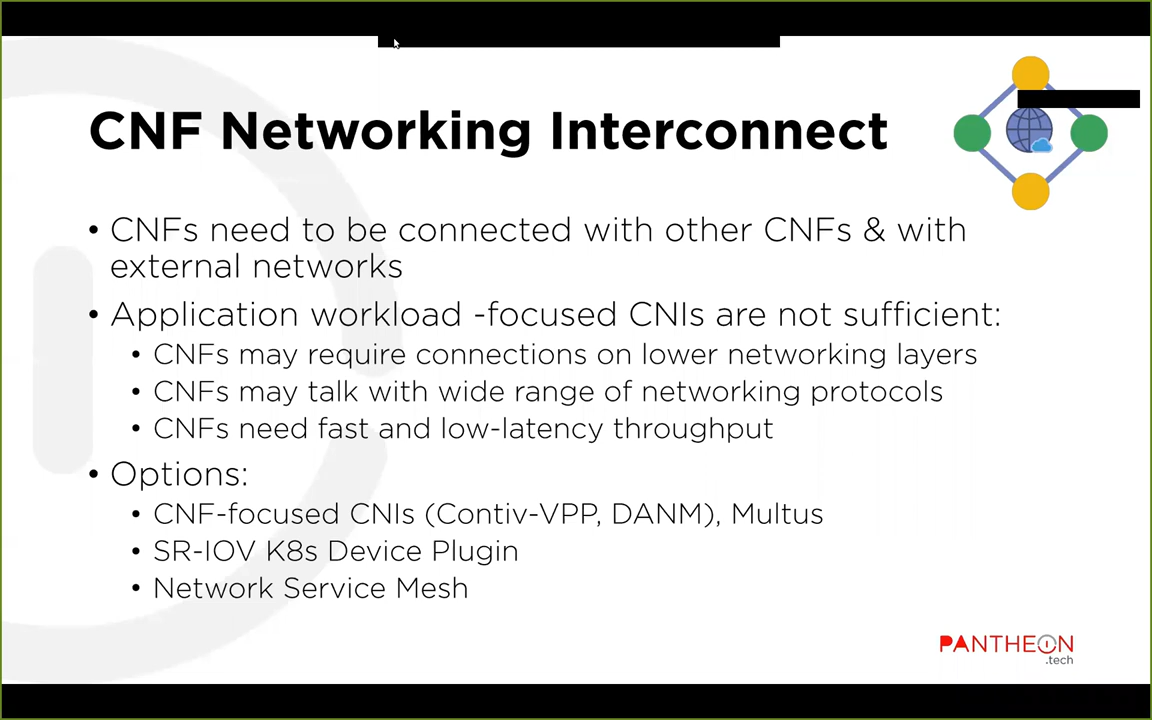 CNF Networking Interconnect
• CNFs need to be connected with other CNFs & with
external networks
• Application workload -focused CNIs are not sufficient:
• CNFs may require connections on lower networking layers
• CNFs may talk with wide range of networking protocols
• CNFs need fast and low-latency throughput
• Options:
• CNF-focused CNIs (Contiv-VPP, DANM), Multus
• SR-IOV K8s Device Plugin
• Network Service Mesh
PANTHEON
.tech